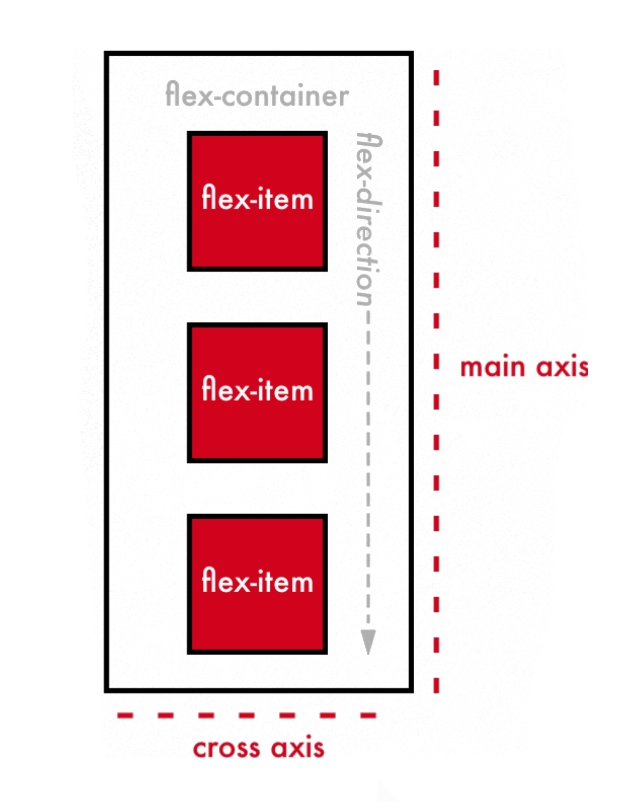 flex-container
flex-item
flex-direction
flex-item
main axis
flex-item
cross axis